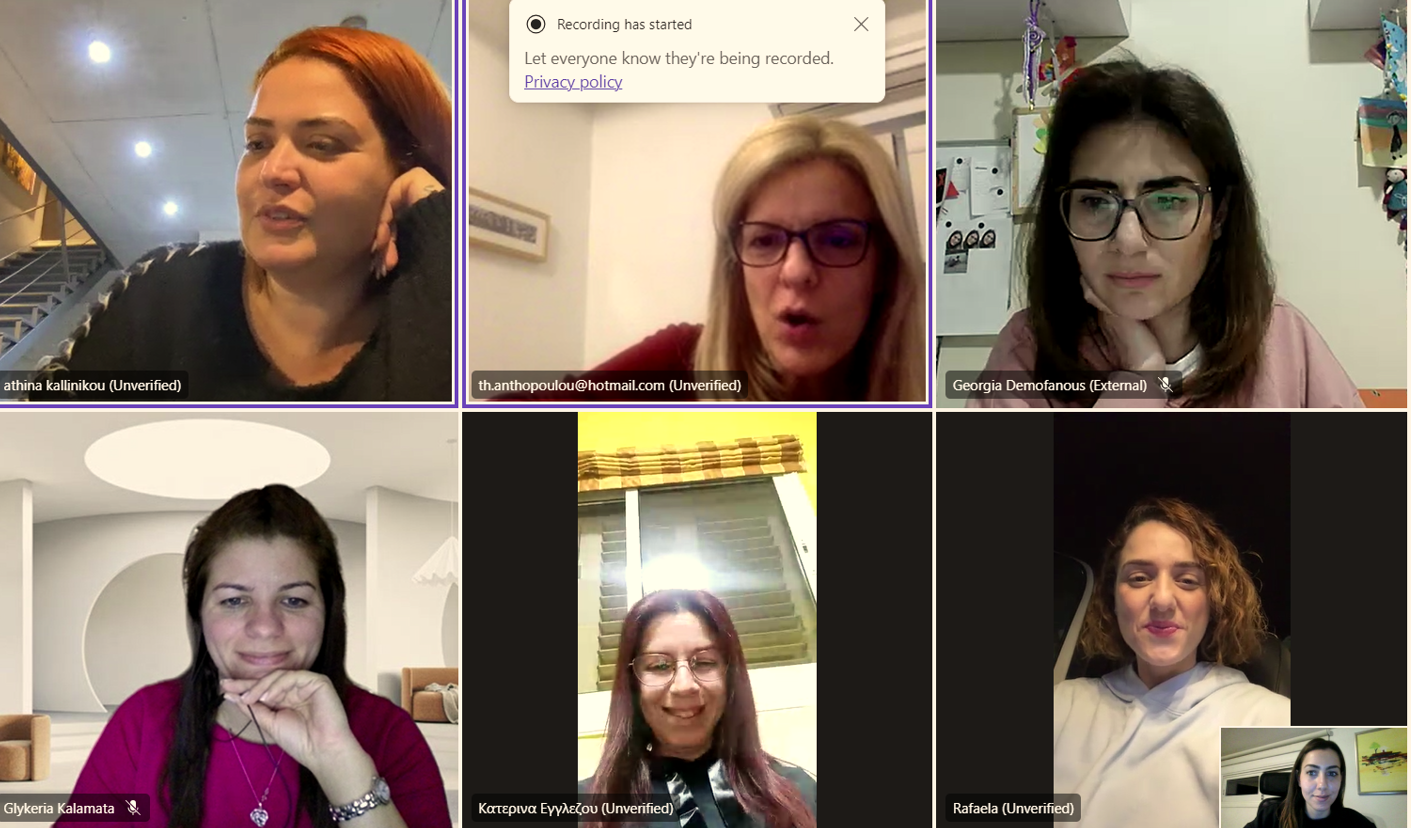 Recording has started
Let everyone know they're being recorded.
Privacy policy
athina kallinikou (Unverified)
th.anthopoulou@hotmail.com (Unverified)
Georgia Demofanous (External)
Glykeria Kalamata
Κατερινα Εγγλεζου (Unverified)
Rafaela (Unverified)